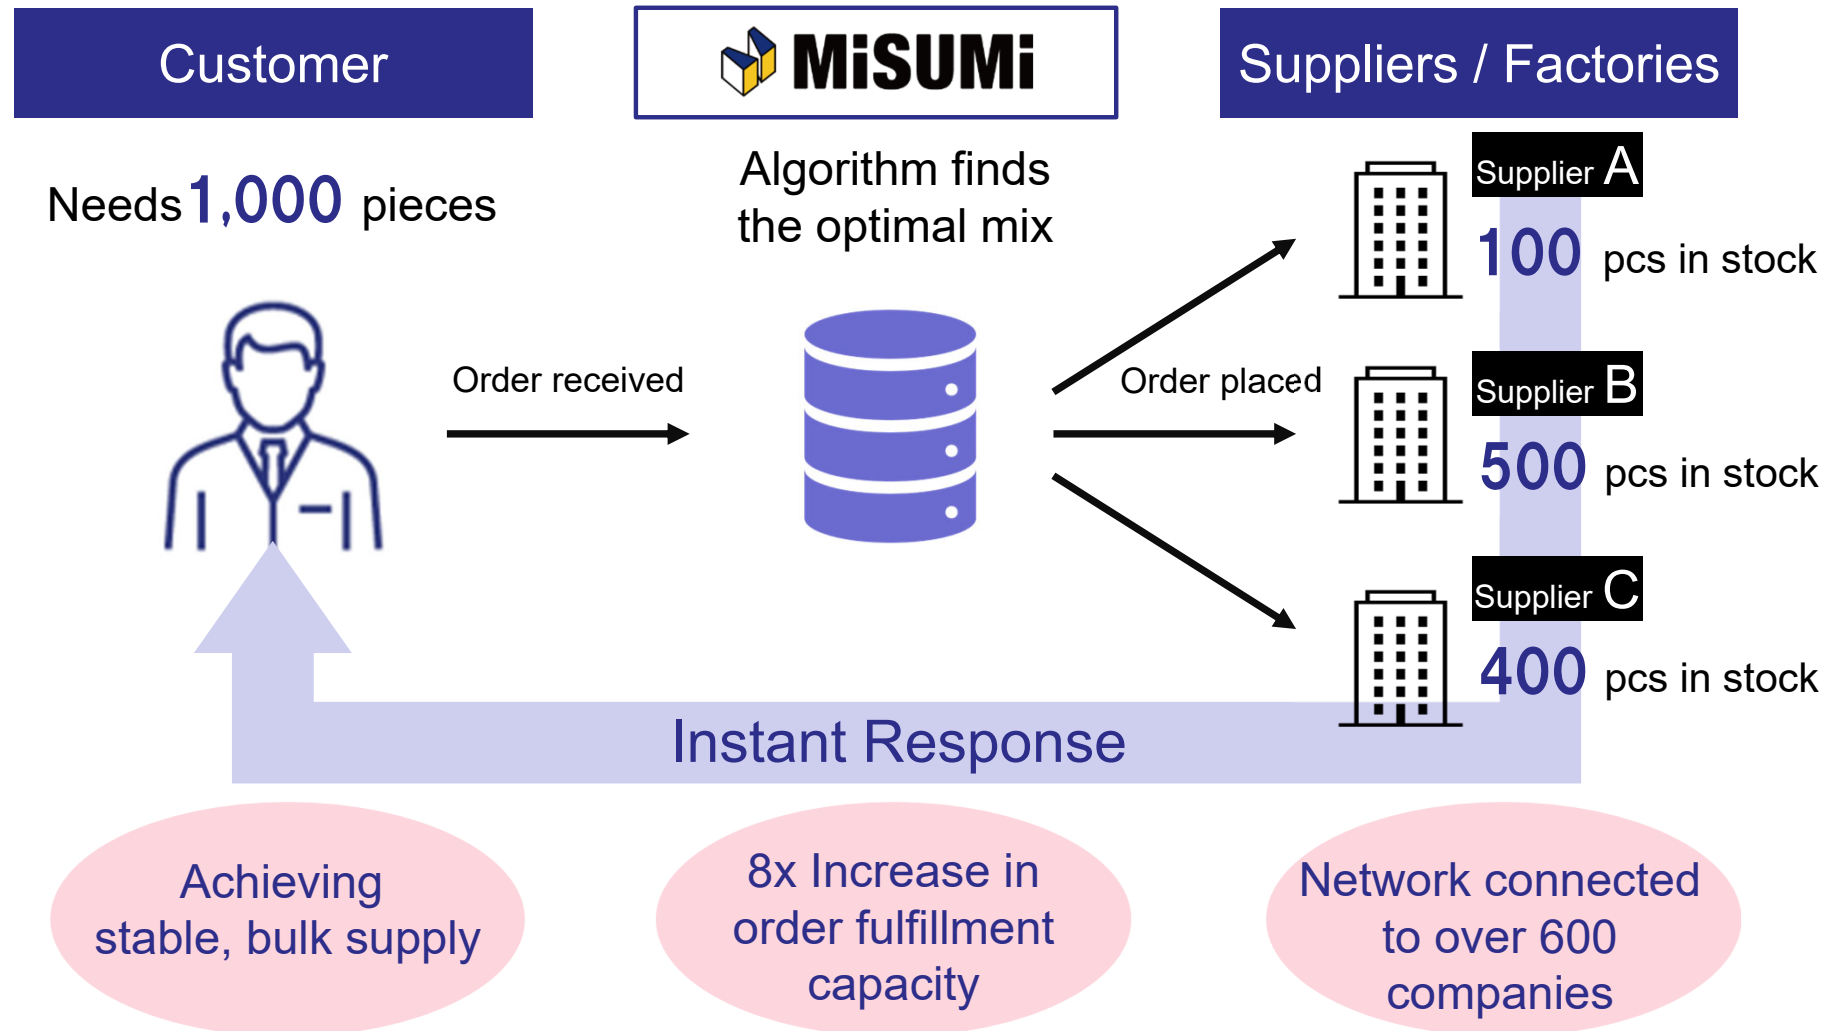 Customer
MiSUMi
Suppliers / Factories
Needs 1,000 pieces
Algorithm finds
the optimal mix
Supplier A
100 pcs in stock
Order received
Order placed
Supplier B
500 pcs in stock
Supplier C
400 pcs in stock
Instant Response
Achieving
stable, bulk supply
8x Increase in
order fulfillment
capacity
Network connected
to over 600
companies